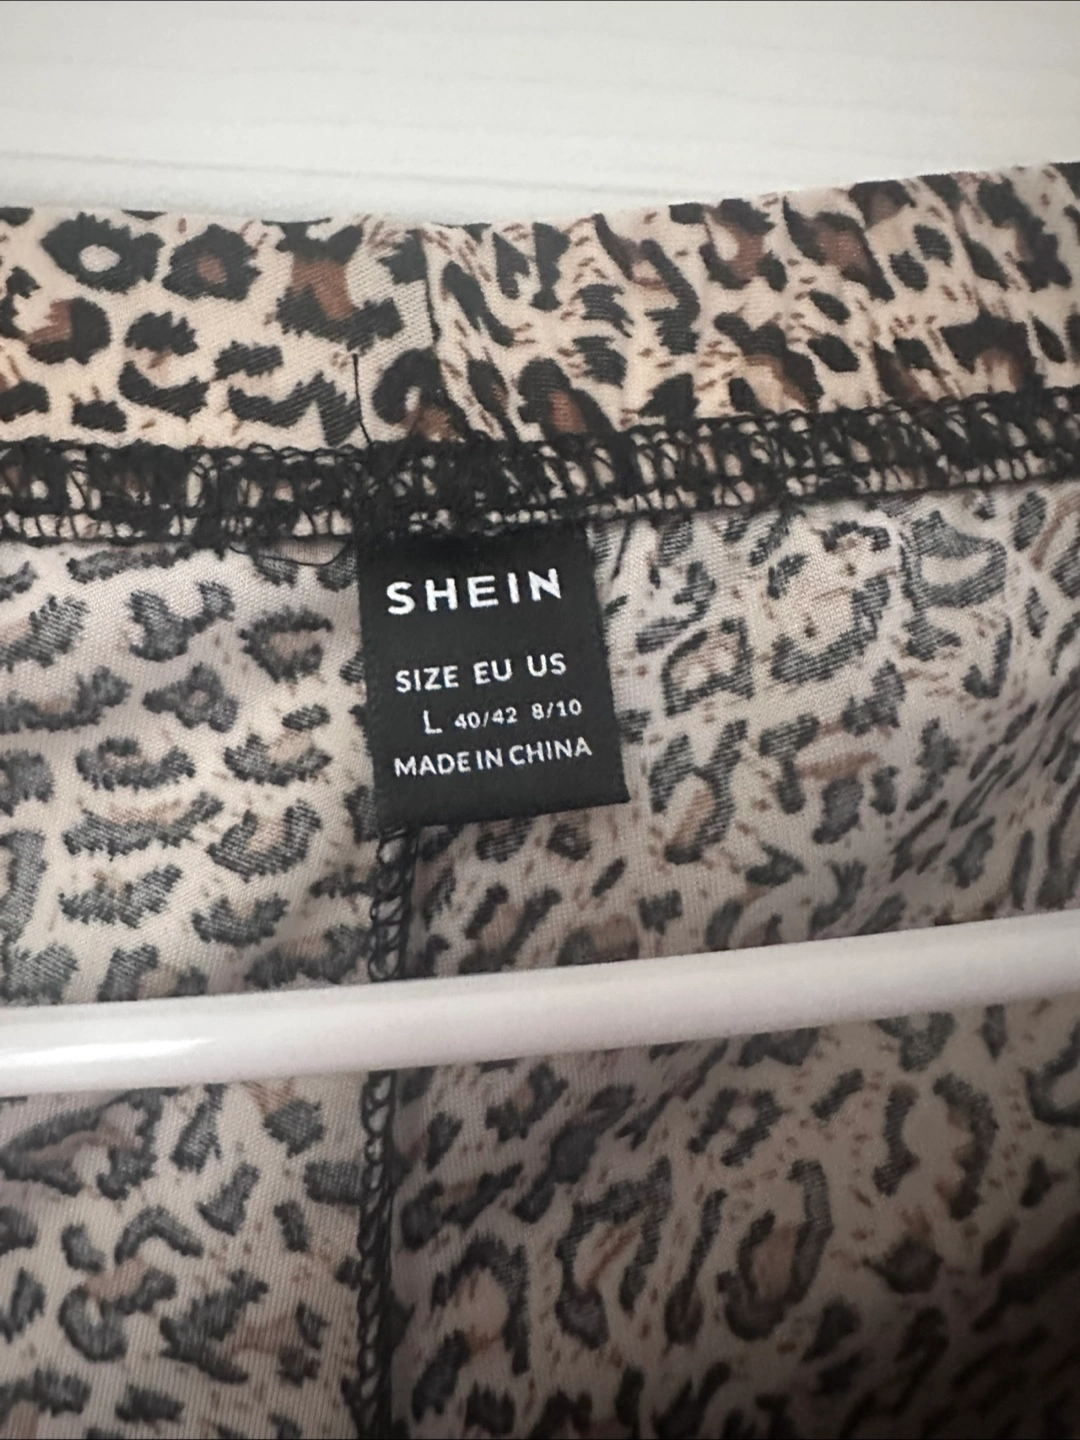 SHEIN
SIZE EU US
L 40/42 8/10
MADE IN CHINA